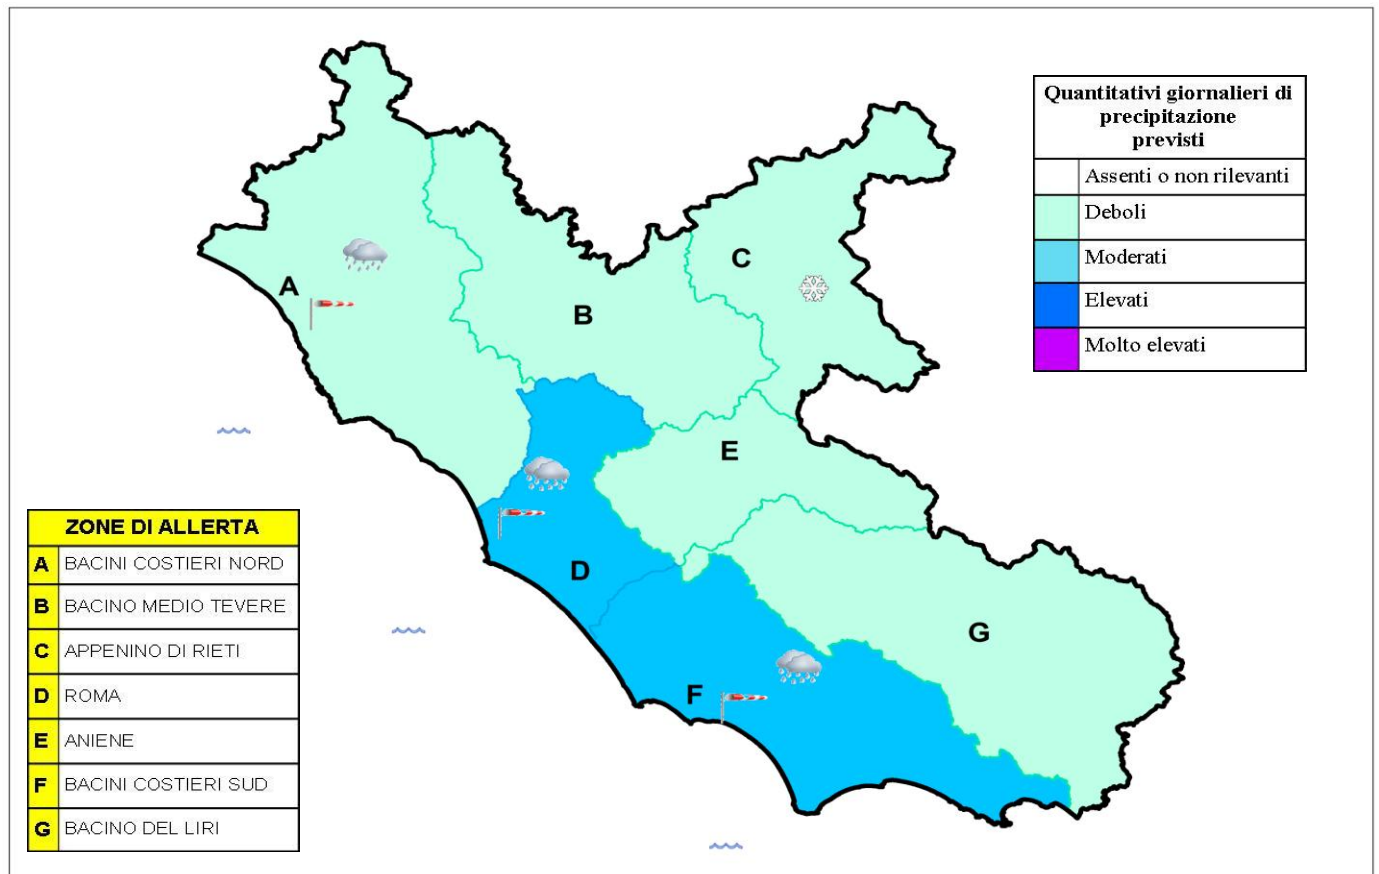 Quantitativi giornalieri di
precipitazione
previsti
Assenti o non rilevanti
Deboli
Moderati
Elevati
Molto elevati
A
B
C
D
E
F
G
ZONE DI ALLERTA
A BACINI COSTIERI NORD
B BACINO MEDIO TEVERE
C APPENINO DI RIETI
D ROMA
E ANIENE
F BACINI COSTIERI SUD
G BACINO DEL LIRI